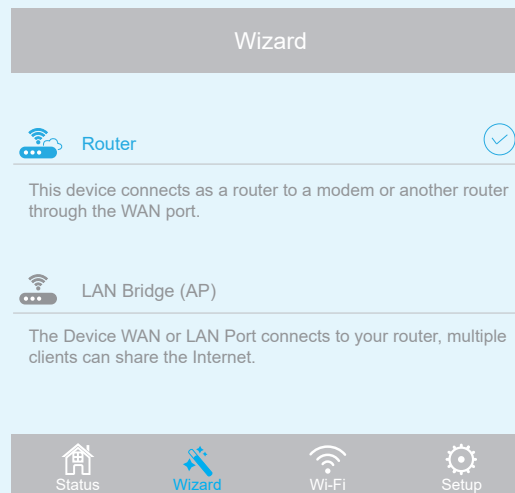 Wizard
Router
This device connects as a router to a modem or another router
through the WAN port.
LAN Bridge (AP)
The Device WAN or LAN Port connects to your router, multiple
clients can share the Internet.
Status Wizard Wi-Fi Setup